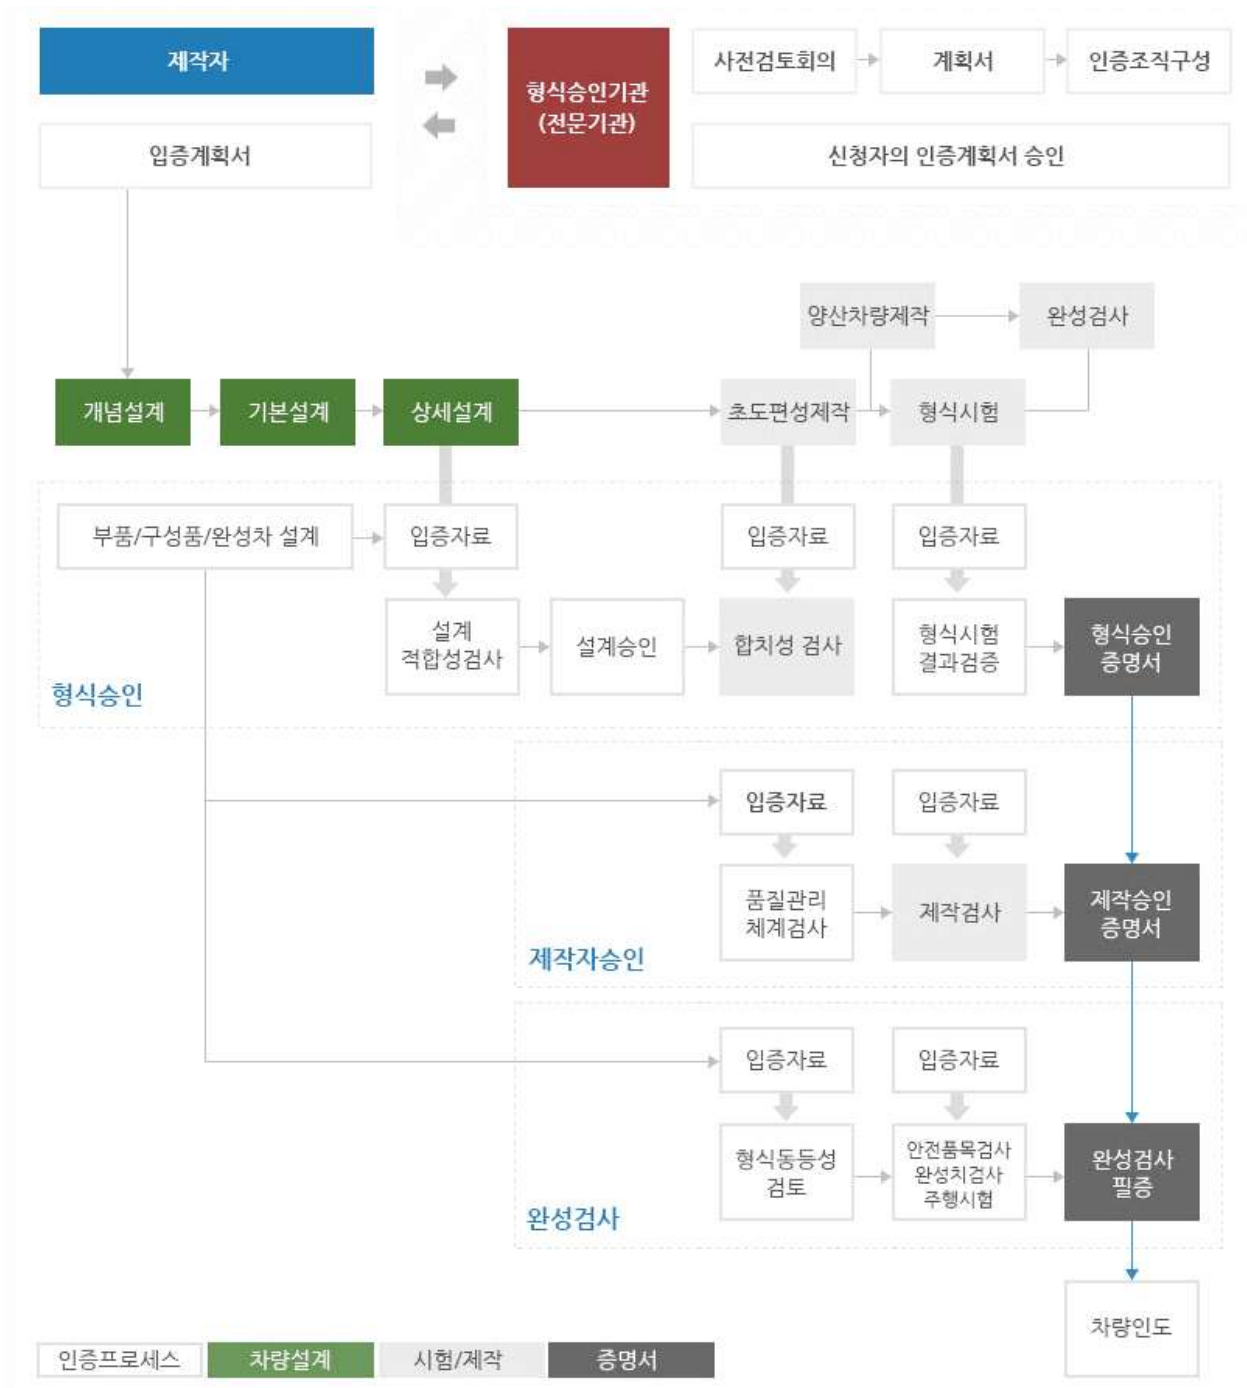 제작자
입증계획서
형식승인기관
(전문기관)
사전검토회의
계획서
인증조직구성
신청자의 인증계획서 승인
양산차량제작
완성검사
개념설계
기본설계
상세설계
초도편성제작
형식시험
부품/구성품/완성차 설계
입증자료
입증자료
입증자료
설계
적합성검사
설계승인
합치성 검사
형식시험
결과검증
형식승인
증명서
형식승인
입증자료
입증자료
품질관리
체계검사
제작검사
제작승인
증명서
제작자승인
입증자료
입증자료
형식동등성
검토
안전품목검사
완성치검사
주행시험
완성검사
필증
완성검사
차량인도
인증프로세스
차량설계
시험/제작
증명서